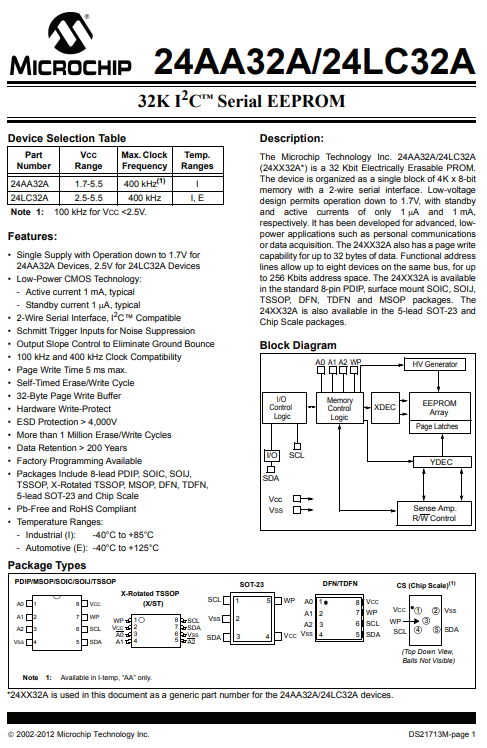 MICROCHIP
®
24AA32A/24LC32A
32K I2C™ Serial EEPROM
Device Selection Table
Part Number VCC Range Max. Clock Frequency Temp. Ranges
24AA32A 1.7-5.5 400 kHz(1) I
24LC32A 2.5-5.5 400 kHz I, E
Note 1: 100 kHz for VCC <2.5V.
Features:
• Single Supply with Operation down to 1.7V for
24AA32A Devices, 2.5V for 24LC32A Devices
• Low-Power CMOS Technology:
- Active current 1 mA, typical
- Standby current 1 μA, typical
• 2-Wire Serial Interface, I2C™ Compatible
• Schmitt Trigger Inputs for Noise Suppression
• Output Slope Control to Eliminate Ground Bounce
• 100 kHz and 400 kHz Clock Compatibility
• Page Write Time 5 ms max.
• Self-Timed Erase/Write Cycle
• 32-Byte Page Write Buffer
• Hardware Write-Protect
• ESD Protection > 4,000V
• More than 1 Million Erase/Write Cycles
• Data Retention > 200 Years
• Factory Programming Available
• Packages Include 8-lead PDIP, SOIC, SOIJ,
TSSOP, X-Rotated TSSOP, MSOP, DFN, TDFN,
5-lead SOT-23 and Chip Scale
• Pb-Free and RoHS Compliant
• Temperature Ranges:
- Industrial (I): -40°C to +85°C
- Automotive (E): -40°C to +125°C
Description:
The Microchip Technology Inc. 24AA32A/24LC32A
(24XX32A*) is a 32 Kbit Electrically Erasable PROM.
The device is organized as a single block of 4K x 8-bit
memory with a 2-wire serial interface. Low-voltage
design permits operation down to 1.7V, with standby
and active currents of only 1 μA and 1 mA,
respectively. It has been developed for advanced, low-
power applications such as personal communications
or data acquisition. The 24XX32A also has a page write
capability for up to 32 bytes of data. Functional address
lines allow up to eight devices on the same bus, for up
to 256 Kbits address space. The 24XX32A is available
in the standard 8-pin PDIP, surface mount SOIC, SOIJ,
TSSOP, DFN, TDFN and MSOP packages. The
24XX32A is also available in the 5-lead SOT-23 and
Chip Scale packages.
Block Diagram
A0 A1 A2 WP
HV Generator
I/O Control Logic
Memory Control Logic
XDEC
EEPROM Array
Page Latches
I/O
SCL
SDA
YDEC
VCC
VSS
Sense Amp. R/W Control
Package Types
PDIP/MSOP/SOIC/SOIJ/TSSOP
A0 1 8 VCC
A1 2 7 WP
A2 3 6 SCL
VSS 4 5 SDA
X-Rotated TSSOP
(X/ST)
WP 1 8 SCL
VCC 2 7 SDA
A0 3 6 VSS
A1 4 5 A2
SOT-23
SCL 1 5 WP
VSS 2
SDA 3 4 VCC
DFN/TDFN
A0 1 8 VCC
A1 2 7 WP
A2 3 6 SCL
VSS 4 5 SDA
CS (Chip Scale)(1)
VCC 1 2 VSS
WP 3
SCL 4 5 SDA
(Top Down View,
Balls Not Visible)
Note 1: Available in I-temp, "AA" only.
*24XX32A is used in this document as a generic part number for the 24AA32A/24LC32A devices.
© 2002-2012 Microchip Technology Inc. DS21713M-page 1